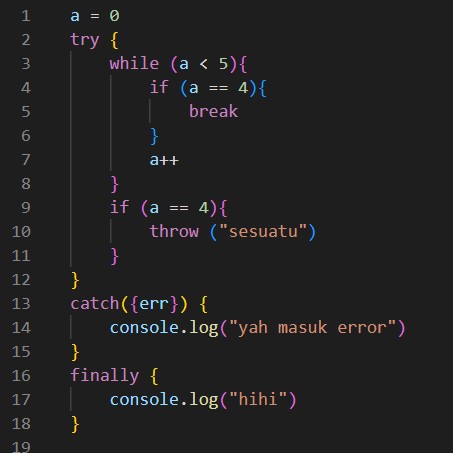 1 a = 0
2 try {
3 while (a < 5){
4 if (a == 4){
5 break
6 }
7 a++
8 }
9 if (a == 4){
10 throw ("sesuatu")
11 }
12 }
13 catch({err}) {
14 console.log("yah masuk error")
15 }
16 finally {
17 console.log("hihi")
18 }
19